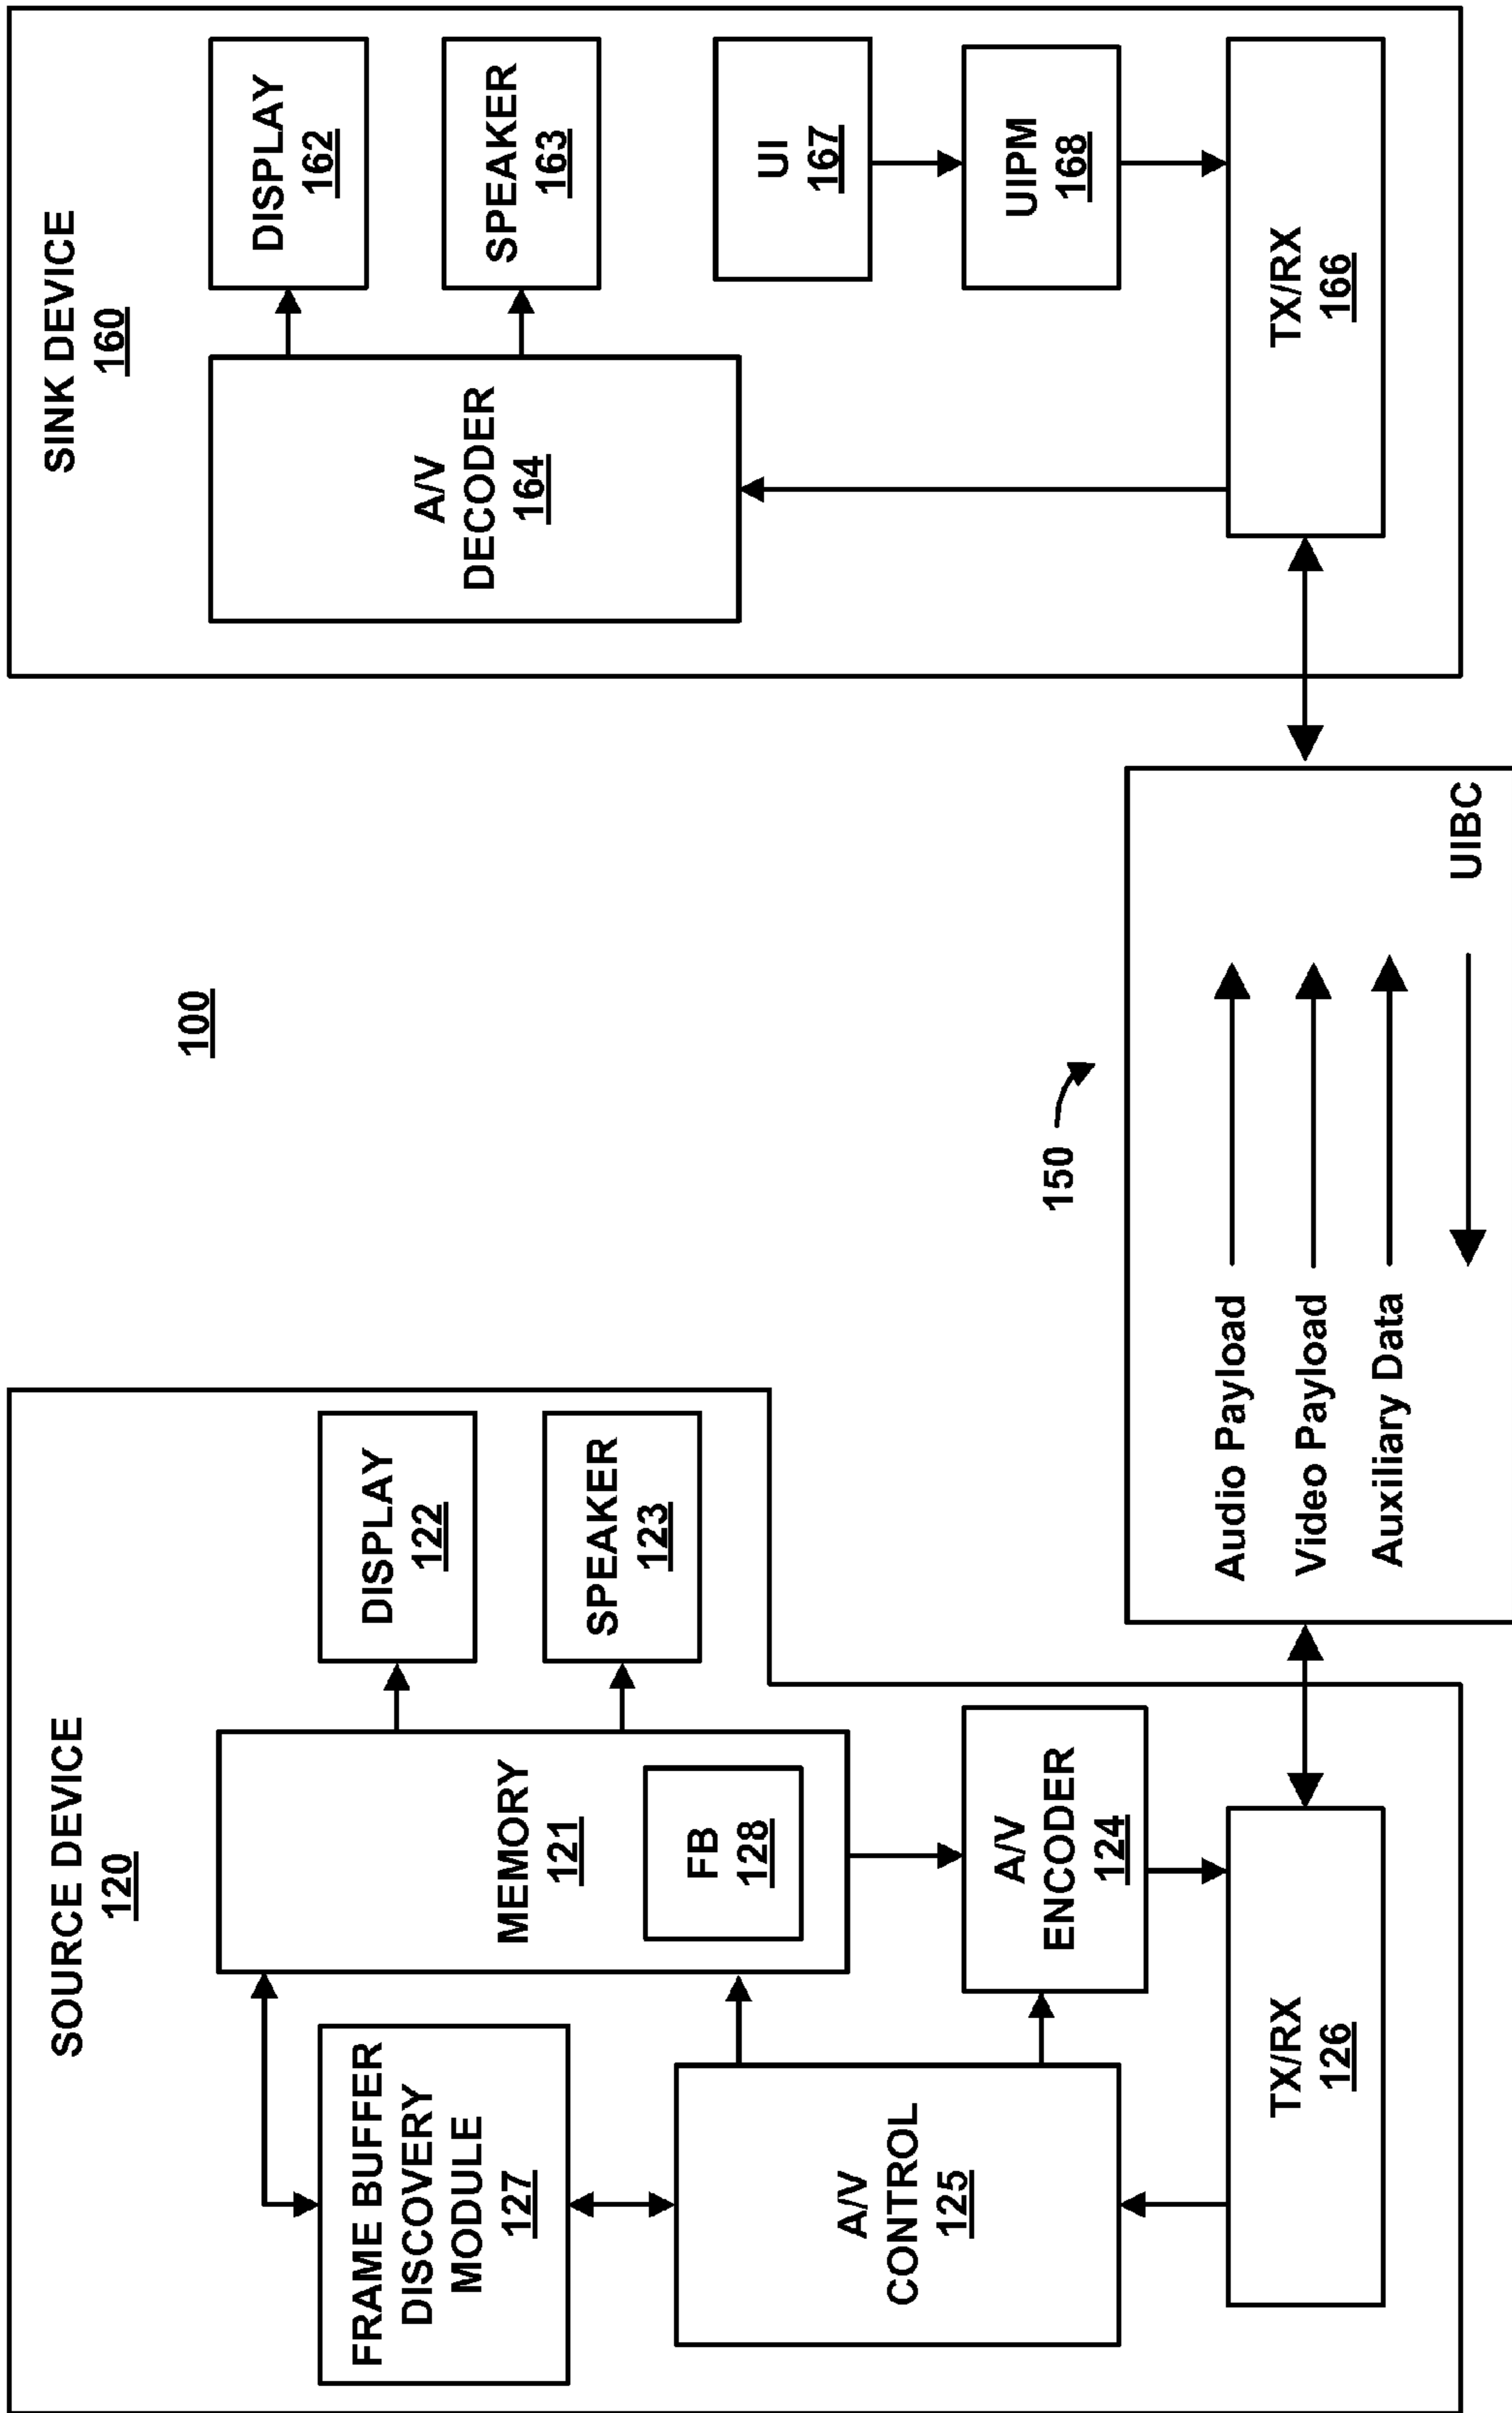 SOURCE DEVICE
120
FRAME BUFFER
DISCOVERY
MODULE
127
MEMORY
121
FB
128
DISPLAY
122
SPEAKER
123
A/V
CONTROL
125
A/V
ENCODER
124
TX/RX
126
100
150
Audio Payload
Video Payload
Auxiliary Data
UIBC
SINK DEVICE
160
A/V
DECODER
164
DISPLAY
162
SPEAKER
163
UI
167
UIPM
168
TX/RX
166